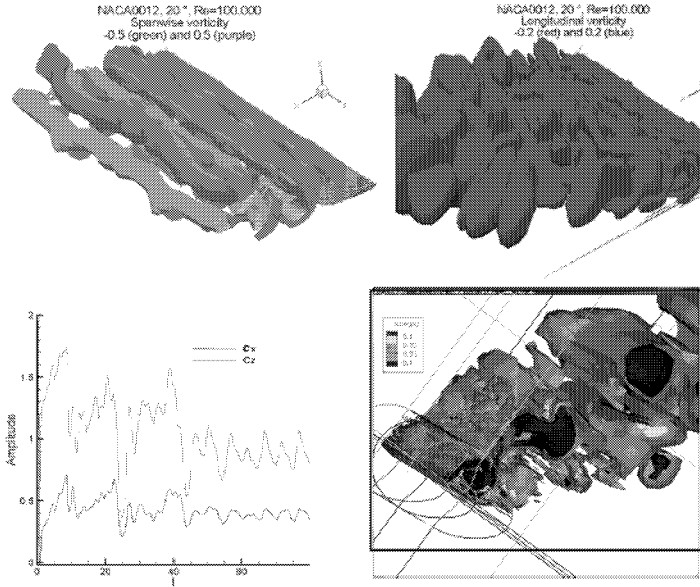 NACA0012, 20 °, Re=100.000
Spanwise vorticity
-0.5 (green) and 0.5 (purple)
NACA0012, 20 °, Re=100.000
Longitudinal vorticity
-0.2 (red) and 0.2 (blue)
2
1.5
1
0.5
0
Amplitude
Cx
Cz
0
20
t